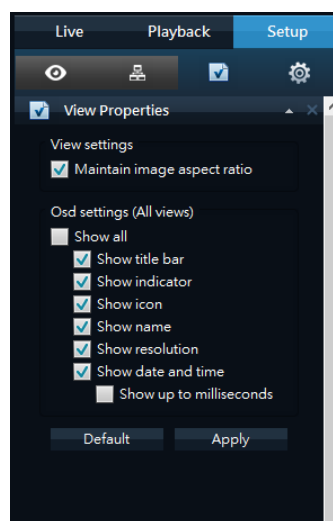 Live Playback Setup
View Properties
View settings
Maintain image aspect ratio
Osd settings (All views)
Show all
Show title bar
Show indicator
Show icon
Show name
Show resolution
Show date and time
Show up to milliseconds
Default Apply